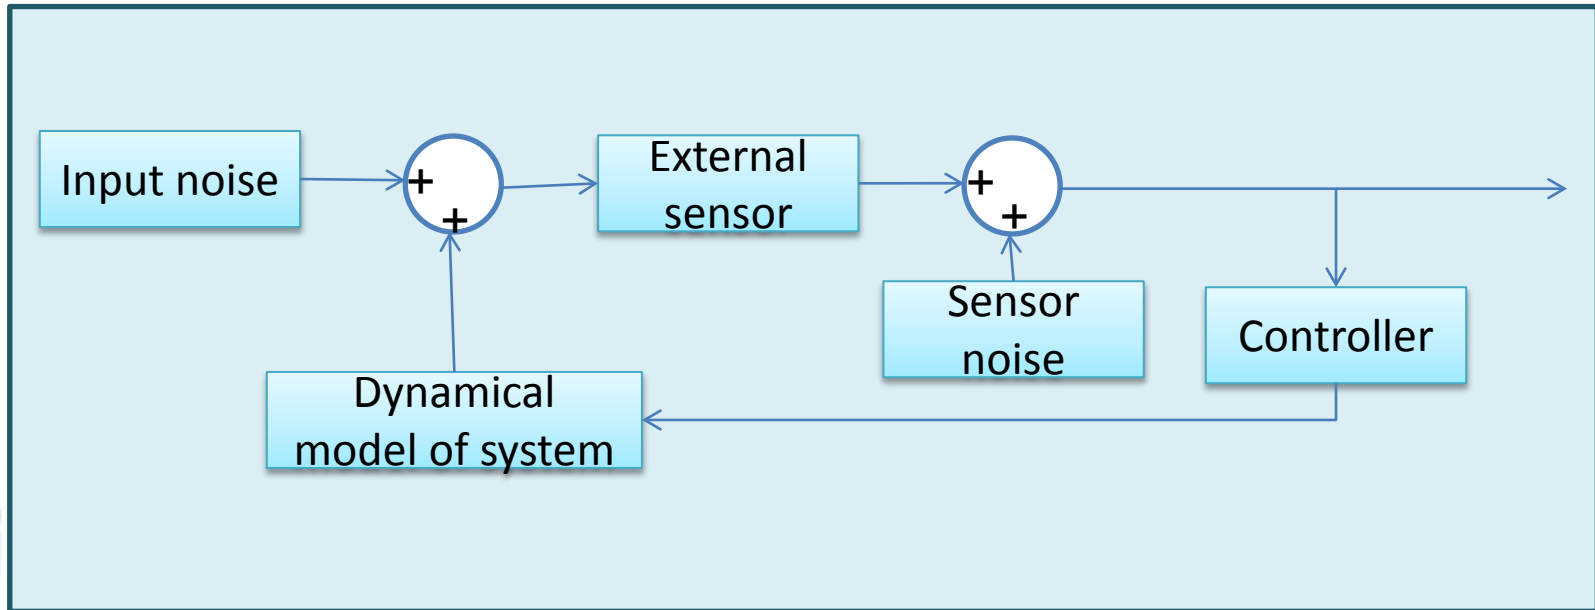 Input noise
+
+
External
sensor
+
+
Sensor
noise
Controller
Dynamical
model of system